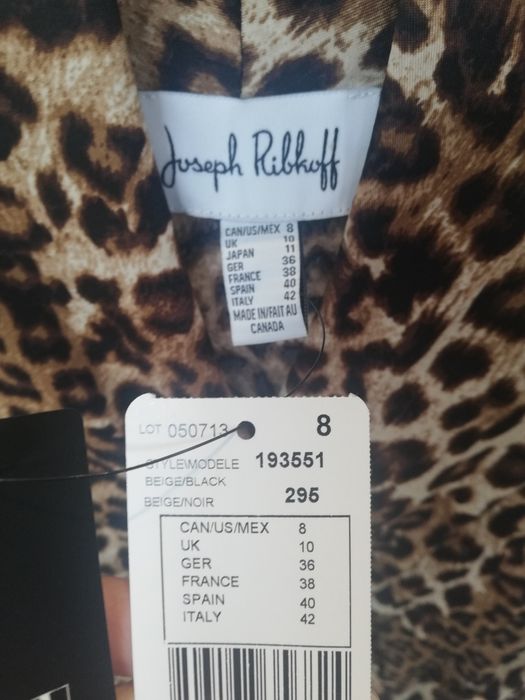 Joseph Ribkoff
CAN/US/MEX 8
UK 10
JAPAN 11
GER 36
FRANCE 38
SPAIN 40
ITALY 42
MADE IN/FAIT AU
CANADA
LOT 050713 8
STYLE\MODELE 193551
BEIGE/BLACK
BEIGE/NOIR 295
CAN/US/MEX 8
UK 10
GER 36
FRANCE 38
SPAIN 40
ITALY 42